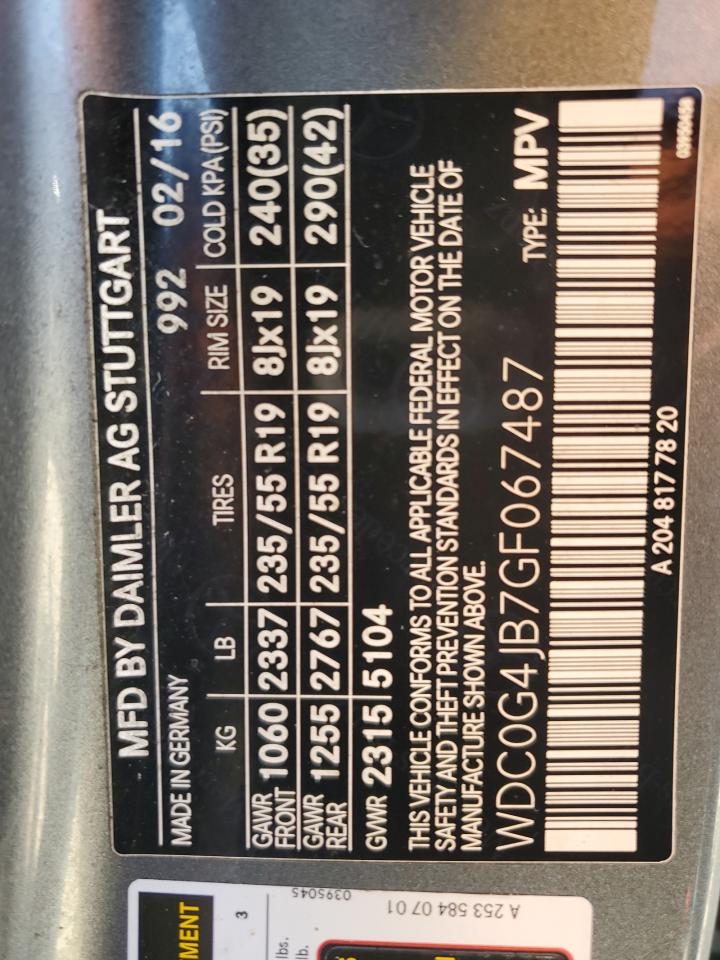 MFD BY DAIMLER AG STUTTGART
MADE IN GERMANY 992 02/16
KG LB TIRES RIM SIZE COLD KPA(PSI)
GAWR FRONT 1060 2337 235/55 R19 8Jx19 240(35)
GAWR REAR 1255 2767 235/55 R19 8Jx19 290(42)
GVWR 2315 5104
THIS VEHICLE CONFORMS TO ALL APPLICABLE FEDERAL MOTOR VEHICLE
SAFETY AND THEFT PREVENTION STANDARDS IN EFFECT ON THE DATE OF
MANUFACTURE SHOWN ABOVE.
WDC0G4JB7GF067487 TYPE: MPV
A 204 817 78 20
A 253 584 07 01
0395045
MENT
3
lbs.
lb.